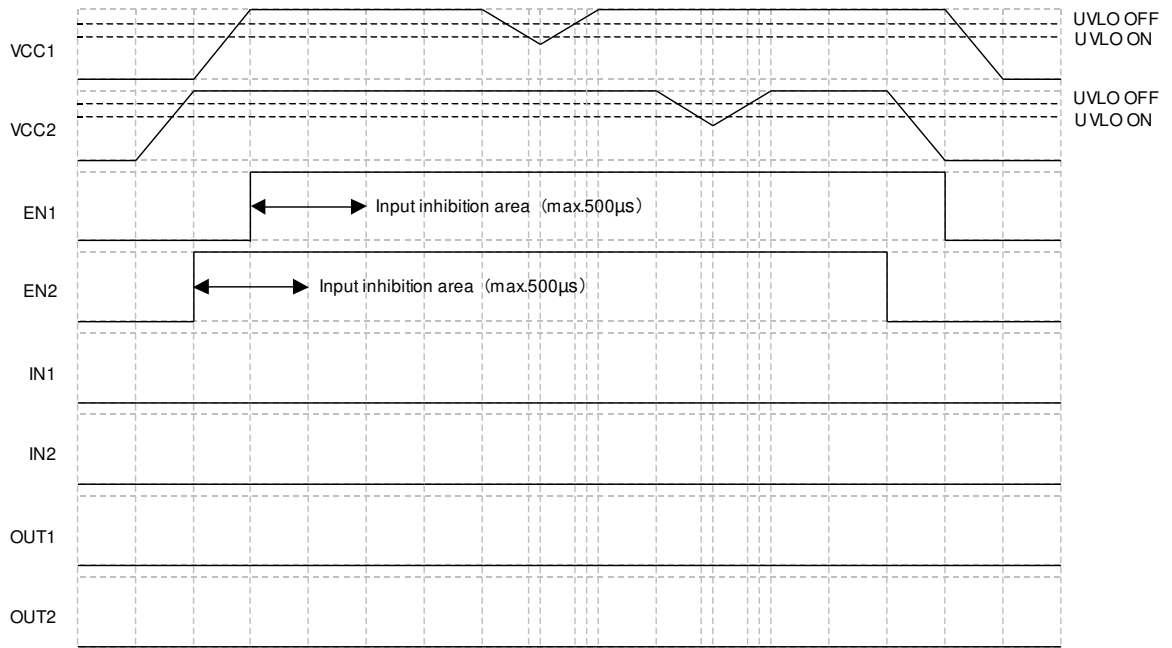 UVLO OFF
UVLO ON
VCC1
UVLO OFF
UVLO ON
VCC2
EN1
Input inhibition area（max.500μs）
EN2
Input inhibition area（max.500μs）
IN1
IN2
OUT1
OUT2